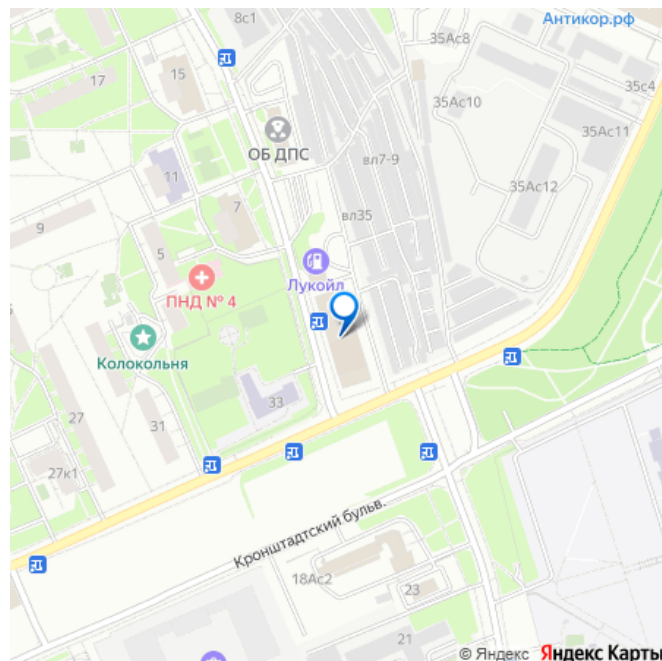 8с1
Антикор.рф
35Ас8
17
15
35с4
35Ас10
ОБ ДПС
35Ас11
вл7-9
11
35Ас12
7
вл35
9
5
Лукойл
ПНД № 4
Колокольня
33
27
31
27к1
Кронштадтский бульв.
18Ас2
23
21
© Яндекс Яндекс Карты